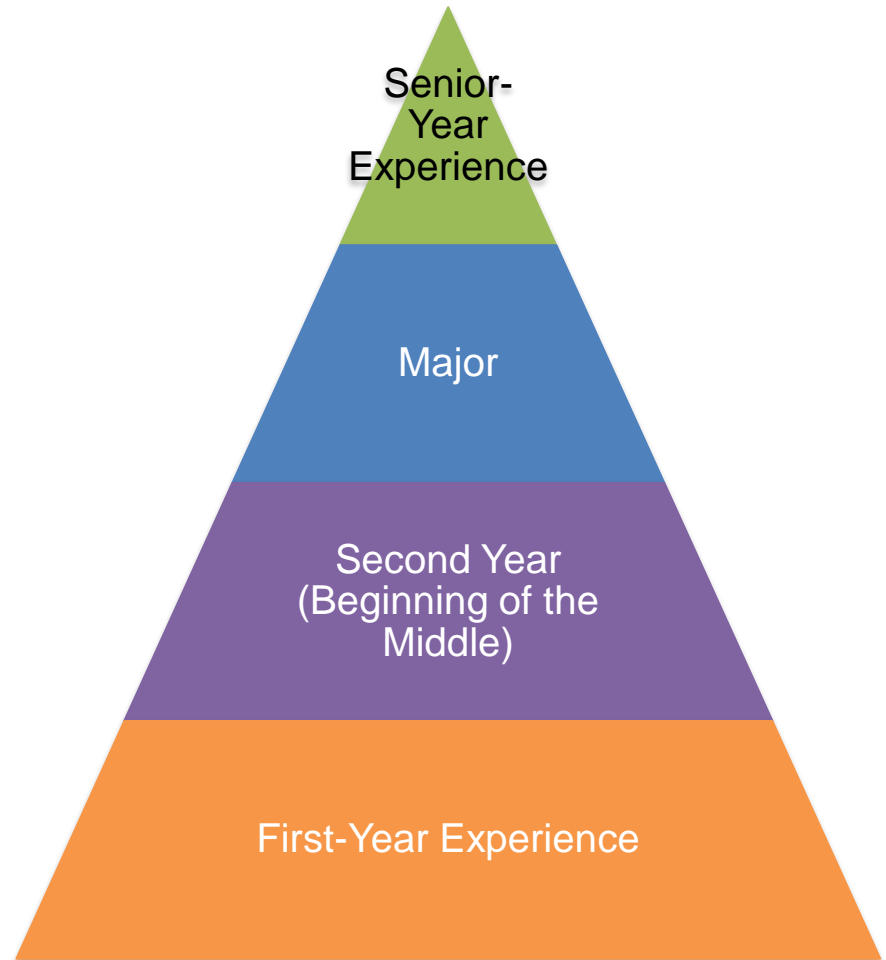 Senior-
Year
Experience
Major
Second Year
(Beginning of the
Middle)
First-Year Experience